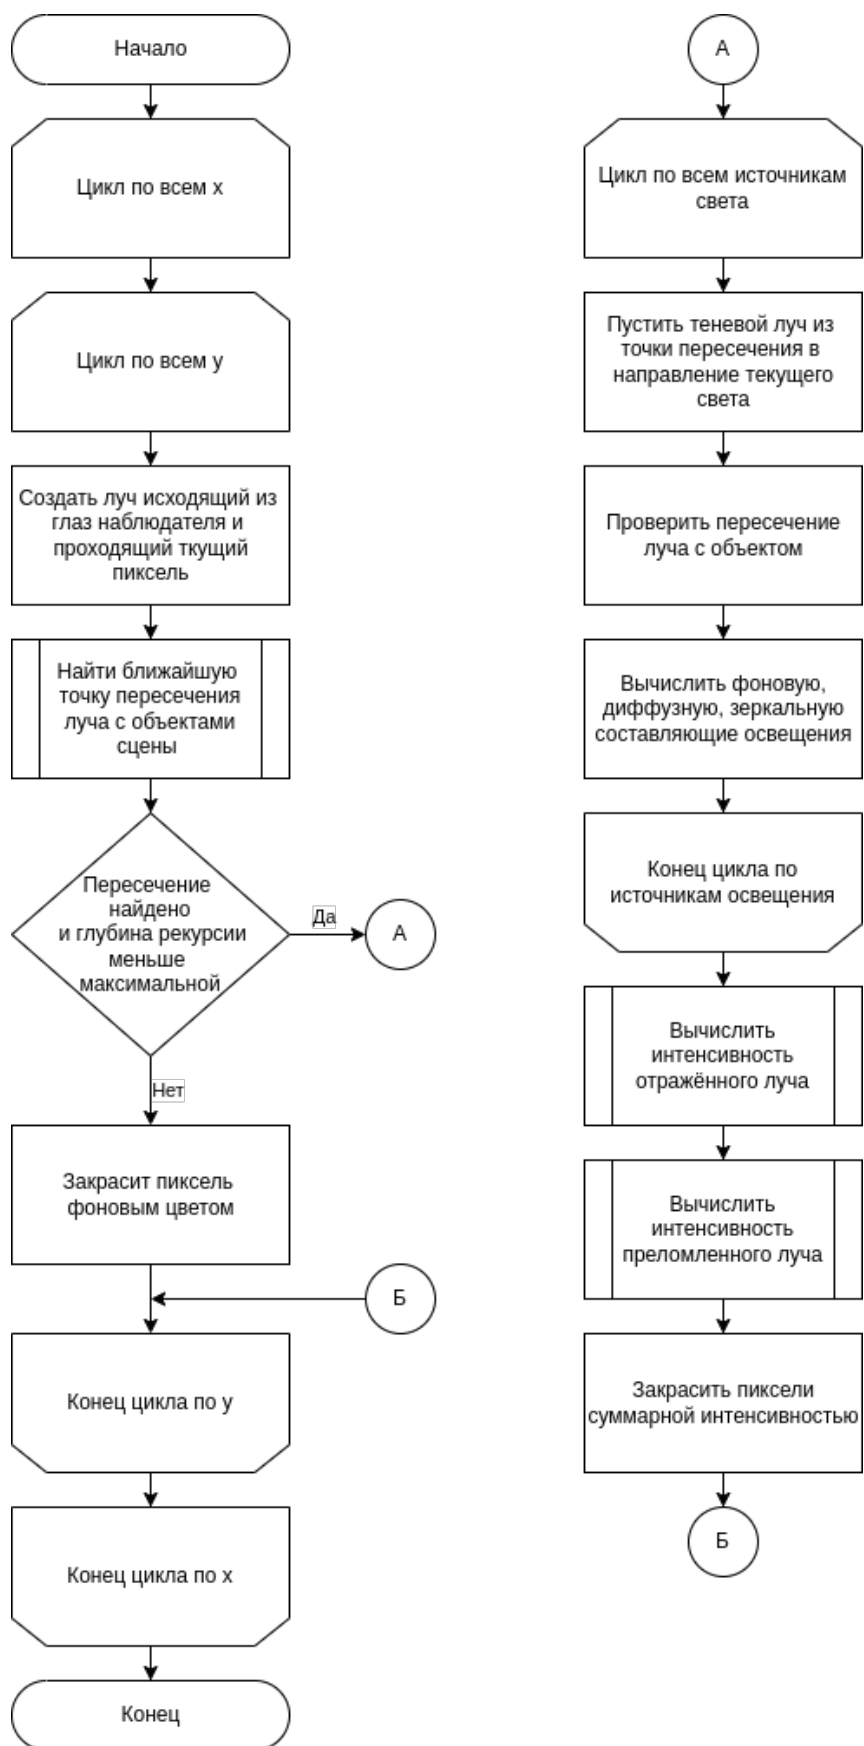 Начало
Цикл по всем x
Цикл по всем y
Создать луч исходящий из
глаз наблюдателя и
проходящий ткущий
пиксель
Найти ближайшую
точку пересечения
луча с объектами
сцены
Пересечение
найдено
и глубина рекурсии
меньше
максимальной
Да
А
Нет
Закрасит пиксель
фоновым цветом
Б
Конец цикла по y
Конец цикла по x
Конец
А
Цикл по всем источникам
света
Пустить теневой луч из
точки пересечения в
направление текущего
света
Проверить пересечение
луча с объектом
Вычислить фоновую,
диффузную, зеркальную
составляющие освещения
Конец цикла по
источникам освещения
Вычислить
интенсивность
отражённого луча
Вычислить
интенсивность
преломленного луча
Закрасить пиксели
суммарной интенсивностью
Б